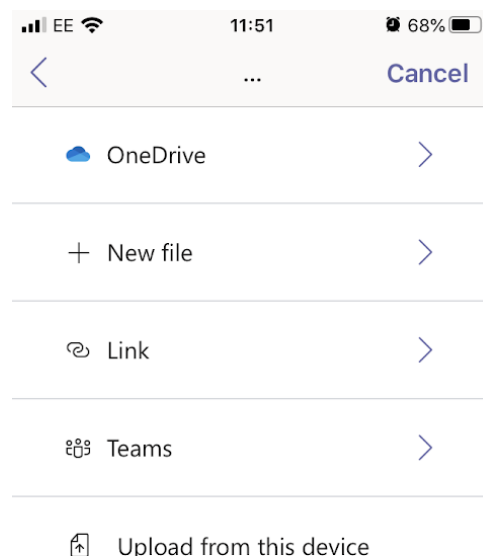 EE 11:51 68%
... Cancel
OneDrive
New file
Link
Teams
Upload from this device